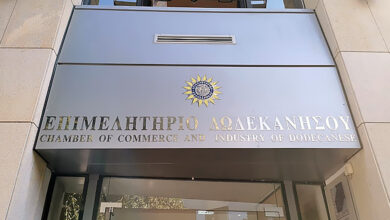 ΕΠΙΜΕΛΗΤΗΡΙΟ ΔΩΔΕΚΑΝΗΣΟΥ
CHAMBER OF COMMERCE AND INDUSTRY OF DODECANESE